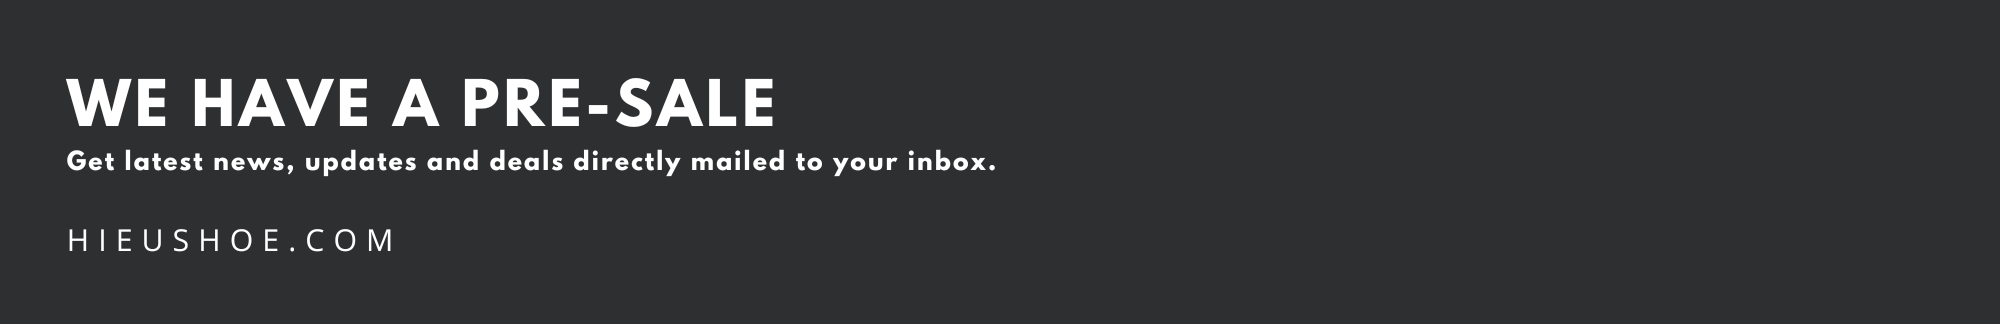 WE HAVE A PRE-SALE
Get latest news, updates and deals directly mailed to your inbox.
HIEUSHOE.COM